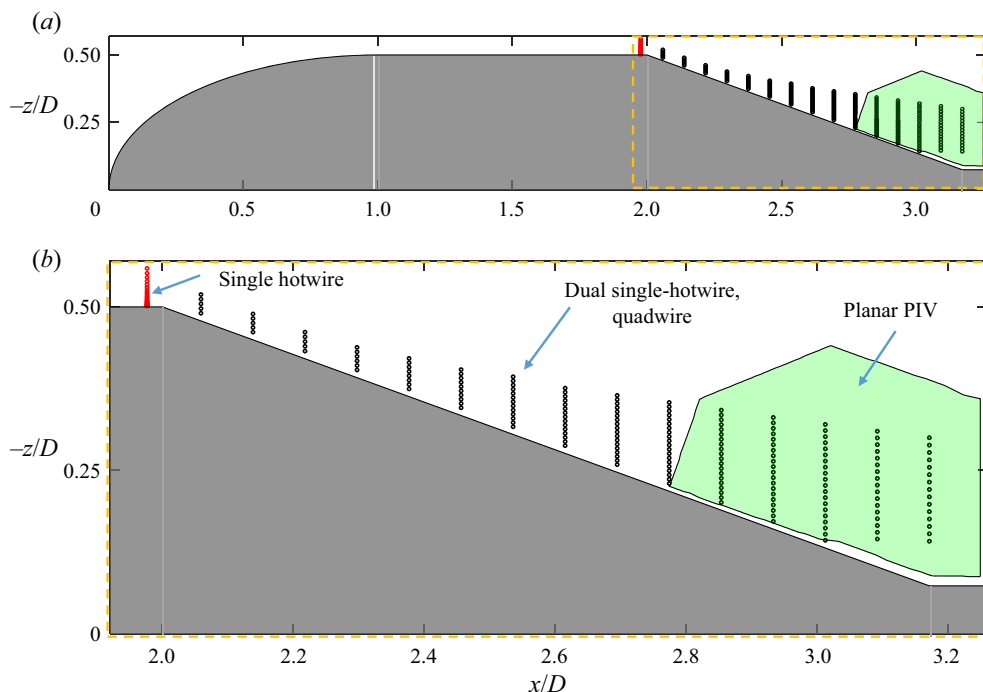 (a)
0.50
–z/D
0.25
0 0.5 1.0 1.5 2.0 2.5 3.0
(b)
Single hotwire
Dual single-hotwire,
quadwire
Planar PIV
0.50
–z/D
0.25
0
2.0 2.2 2.4 2.6 2.8 3.0 3.2
x/D